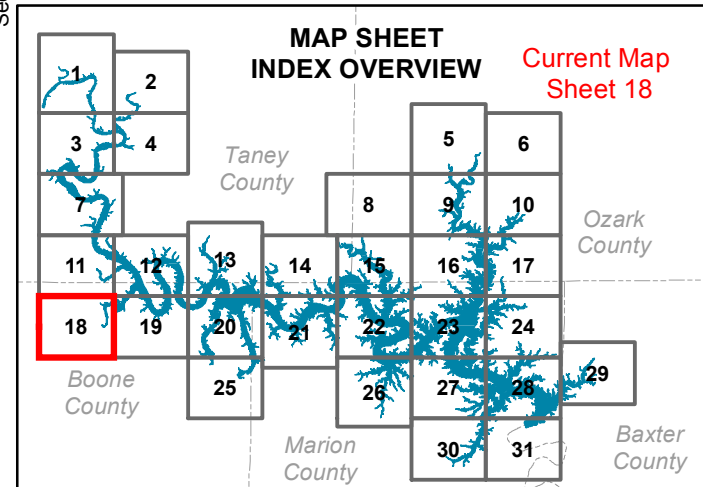 MAP SHEET
INDEX OVERVIEW
Current Map
Sheet 18
1
2
3
4
Taney
County
5
6
7
8
9
10
Ozark
County
11
12
13
14
15
16
17
18
19
20
21
22
23
24
Boone
County
25
26
27
28
29
Marion
County
30
31
Baxter
County